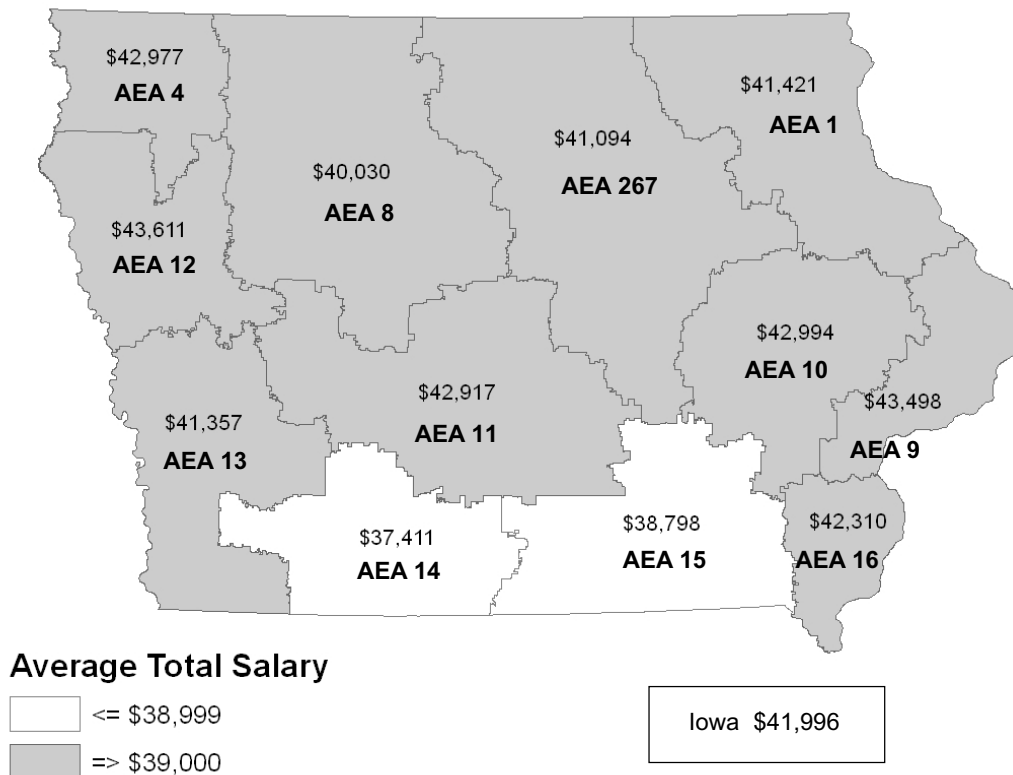 $42,977
AEA 4
$41,421
AEA 1
$41,094
AEA 267
$40,030
AEA 8
$43,611
AEA 12
$42,994
AEA 10
$42,917
AEA 11
$43,498
AEA 9
$41,357
AEA 13
$37,411
AEA 14
$38,798
AEA 15
$42,310
AEA 16
Average Total Salary
<= $38,999
=> $39,000
Iowa $41,996